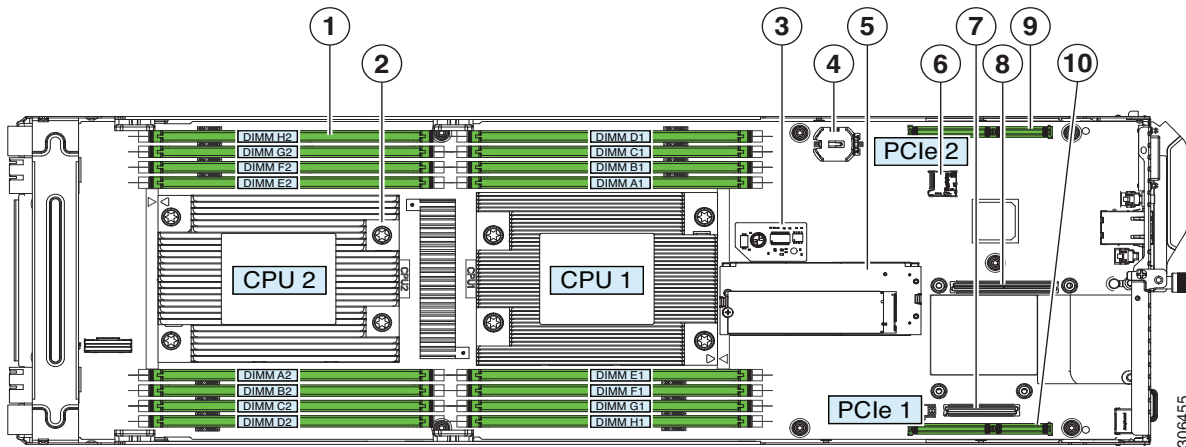 1
2
3
4
5
6
7
8
9
10
DIMM H2
DIMM G2
DIMM F2
DIMM E2
DIMM D1
DIMM C1
DIMM B1
DIMM A1
PCIe 2
CPU 2
CPU2
CPU1
CPU 1
DIMM A2
DIMM B2
DIMM C2
DIMM D2
DIMM E1
DIMM F1
DIMM G1
DIMM H1
PCIe 1
306455